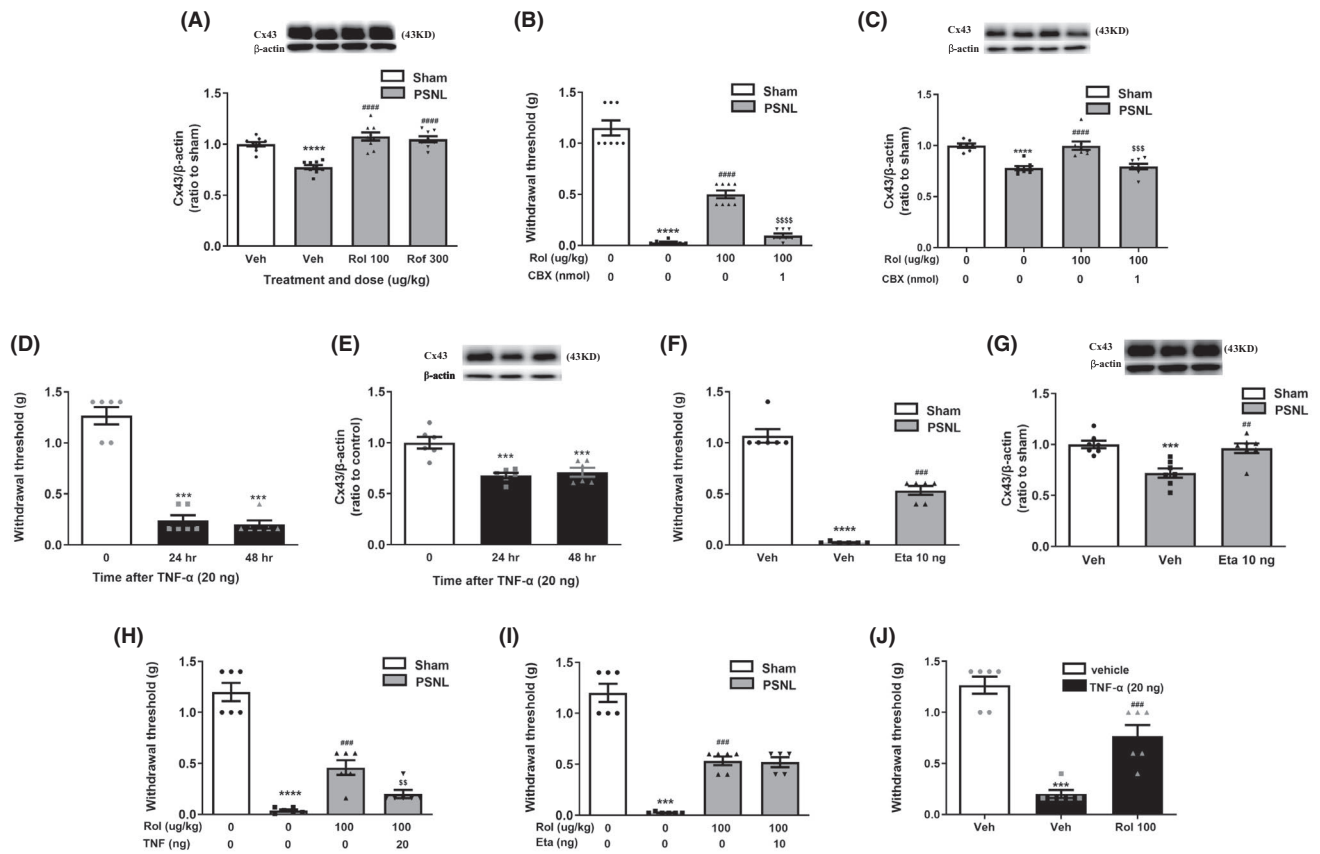 (A)
Cx43
(43KD)
β-actin
Sham
PSNL
Cx43/β-actin
(ratio to sham)
1.5
1.0
0.5
0.0
****
####
####
Veh
Veh
Rol 100
Rof 300
Treatment and dose (ug/kg)
(B)
Sham
PSNL
Withdrawal threshold (g)
1.5
1.0
0.5
0.0
****
####
$$$$
Rol (ug/kg)
0
0
100
100
CBX (nmol)
0
0
0
1
(C)
Cx43
(43KD)
β-actin
Sham
PSNL
Cx43/β-actin
(ratio to sham)
1.5
1.0
0.5
0.0
****
####
$$$
Rol (ug/kg)
0
0
100
100
CBX (nmol)
0
0
0
1
(D)
Withdrawal threshold (g)
1.5
1.0
0.5
0.0
***
***
0
24 hr
48 hr
Time after TNF-α (20 ng)
(E)
Cx43
(43KD)
β-actin
Cx43/β-actin
(ratio to control)
1.5
1.0
0.5
0.0
***
***
0
24 hr
48 hr
Time after TNF-α (20 ng)
(F)
Sham
PSNL
Withdrawal threshold (g)
1.5
1.0
0.5
0.0
****
###
Veh
Veh
Eta 10 ng
(G)
Cx43
(43KD)
β-actin
Sham
PSNL
Cx43/β-actin
(ratio to sham)
1.5
1.0
0.5
0.0
***
##
Veh
Veh
Eta 10 ng
(H)
Sham
PSNL
Withdrawal threshold (g)
1.5
1.0
0.5
0.0
****
###
$$
Rol (ug/kg)
0
0
100
100
TNF (ng)
0
0
0
20
(I)
Sham
PSNL
Withdrawal threshold (g)
1.5
1.0
0.5
0.0
***
###
Rol (ug/kg)
0
0
100
100
Eta (ng)
0
0
0
10
(J)
vehicle
TNF-α (20 ng)
Withdrawal threshold (g)
1.5
1.0
0.5
0.0
***
###
Veh
Veh
Rol 100